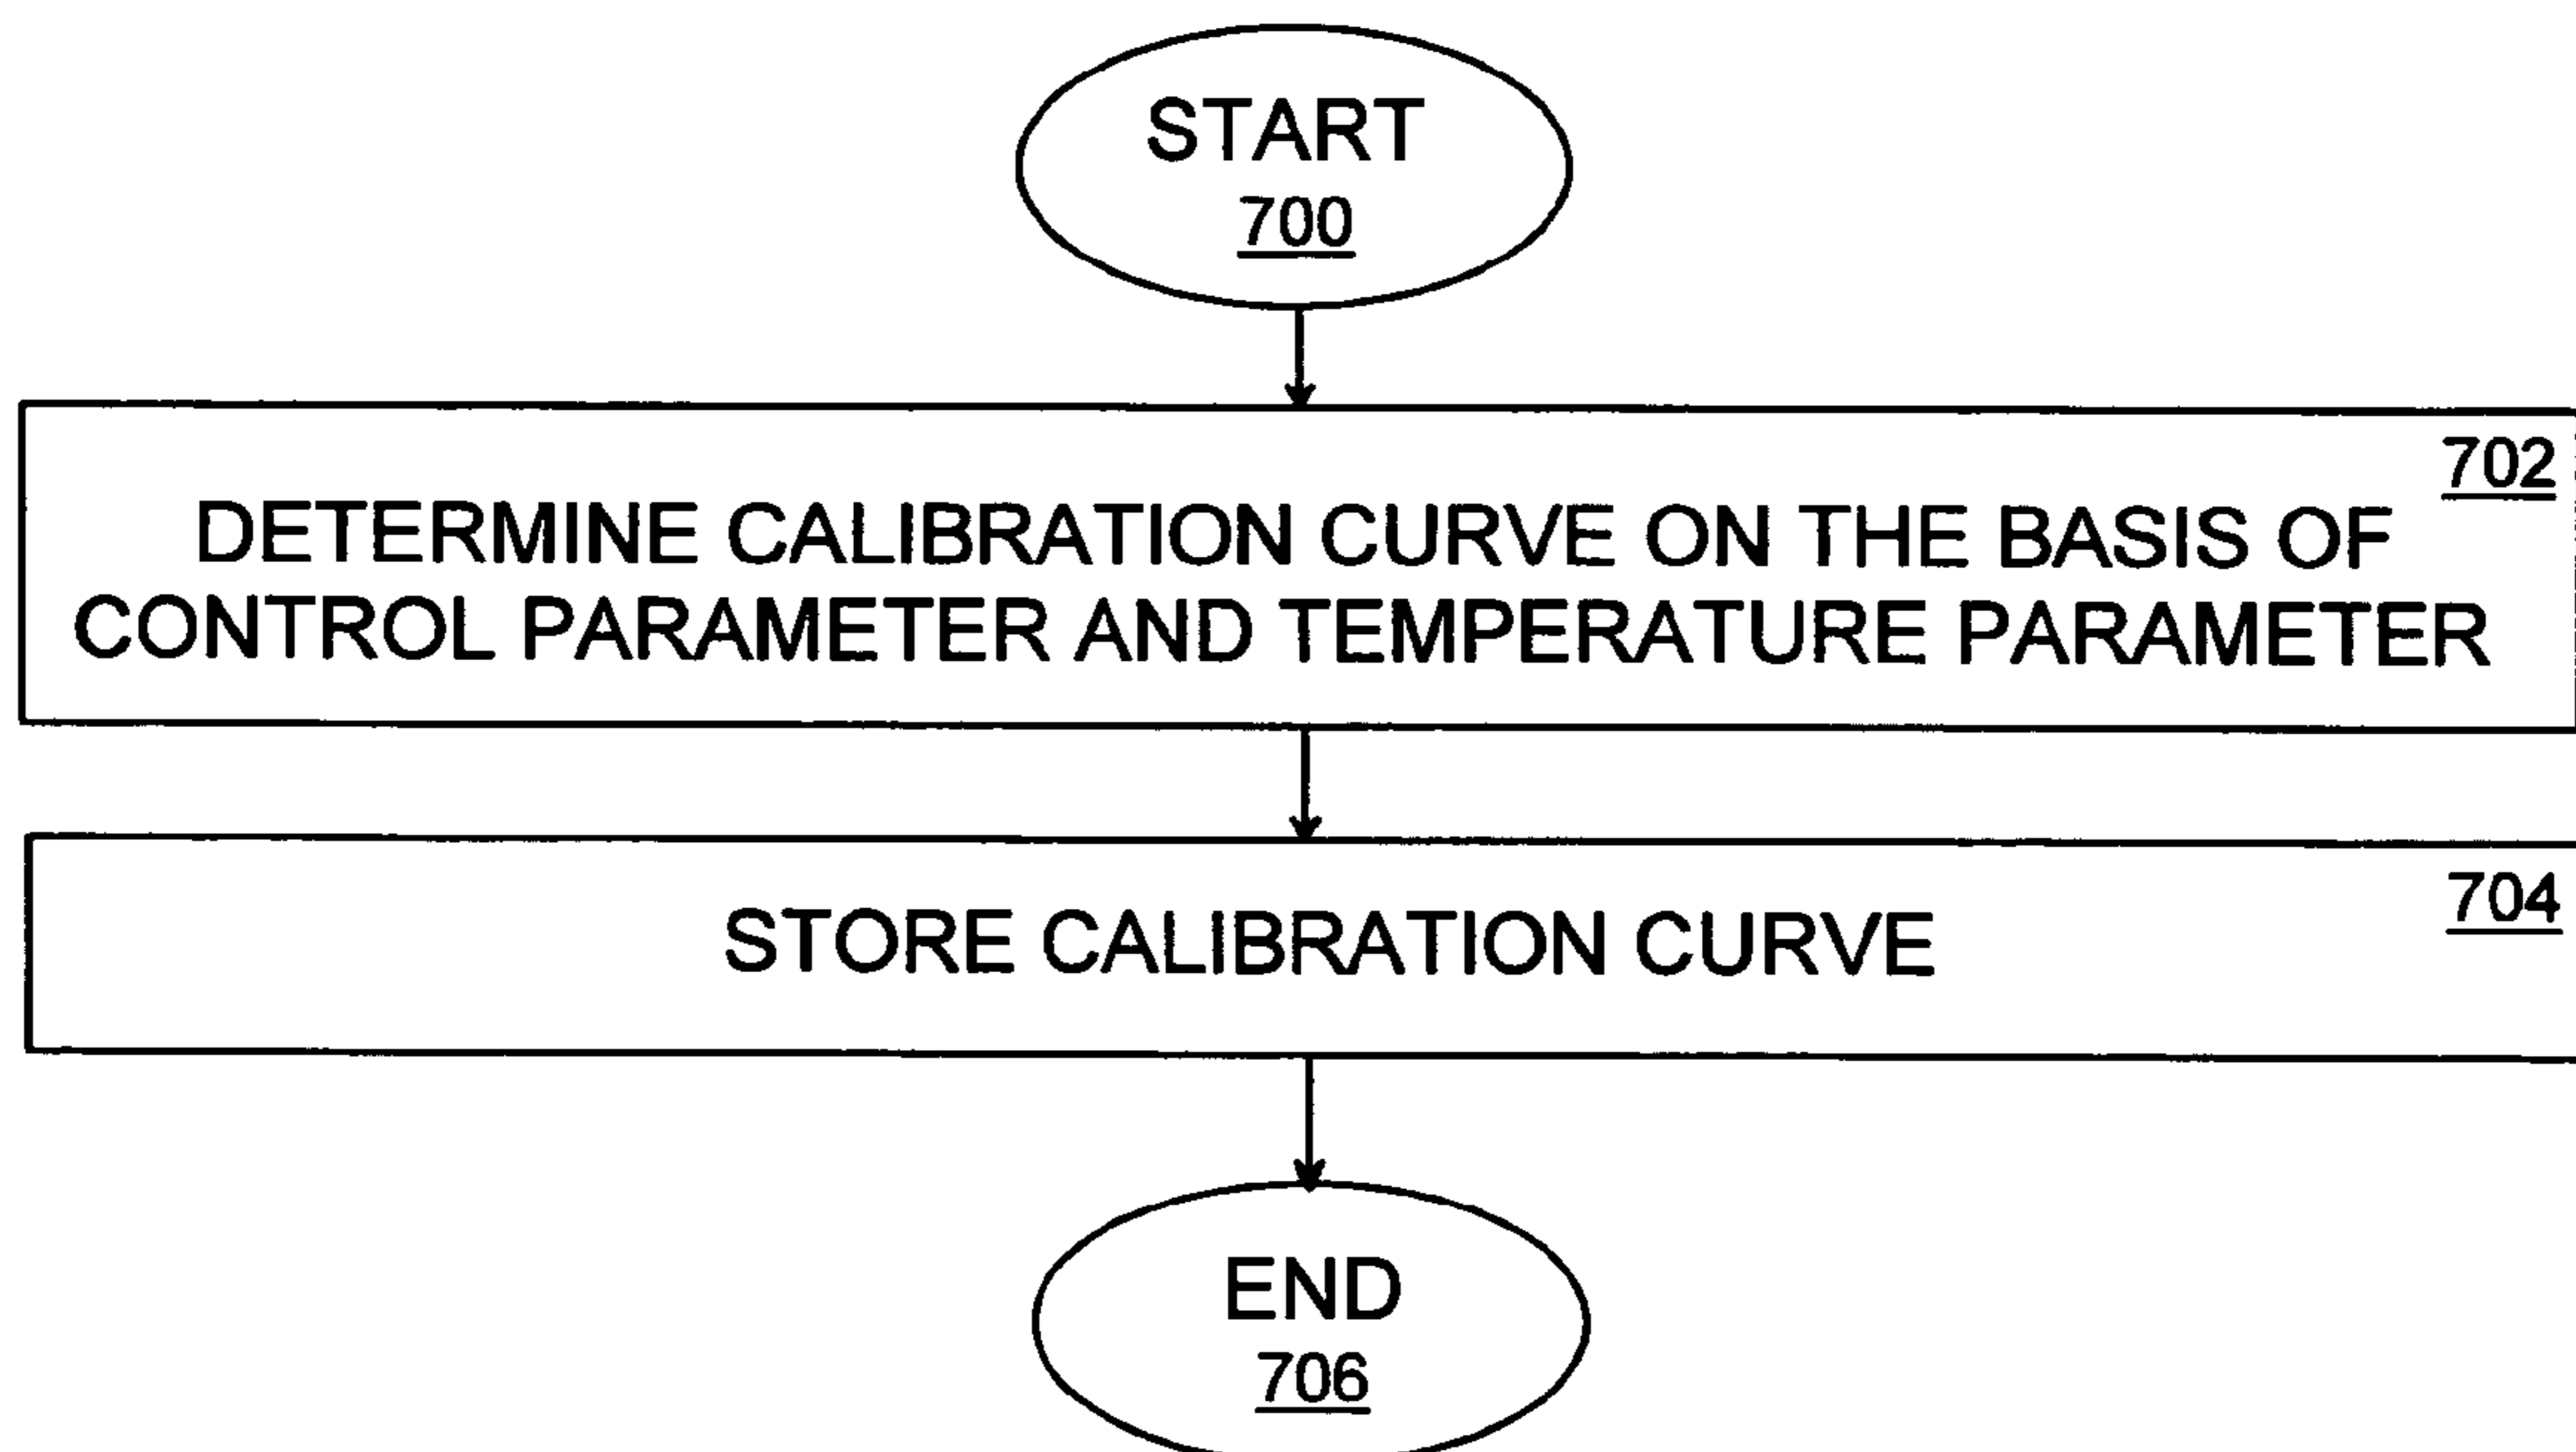 START
700
702
DETERMINE CALIBRATION CURVE ON THE BASIS OF
CONTROL PARAMETER AND TEMPERATURE PARAMETER
704
STORE CALIBRATION CURVE
END
706